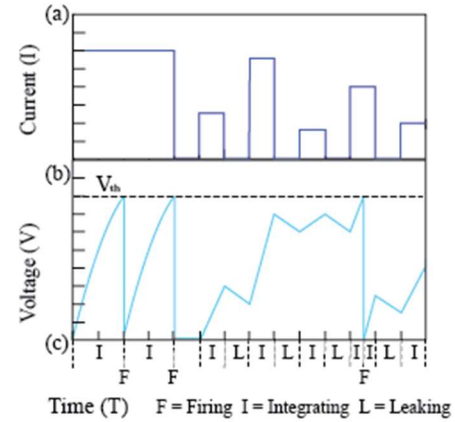 (a)
Current (I)
(b)
Vth
Voltage (V)
(c)
I I I L I L I L I I L I
F F F
Time (T) F = Firing I = Integrating L = Leaking